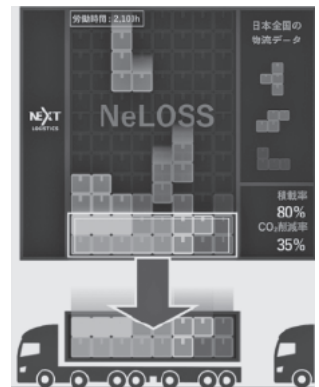 労働時間：2,103h
日本全国の
物流データ
NEXT
LOGISTICS
NeLOSS
積載率
80%
CO₂削減率
35%